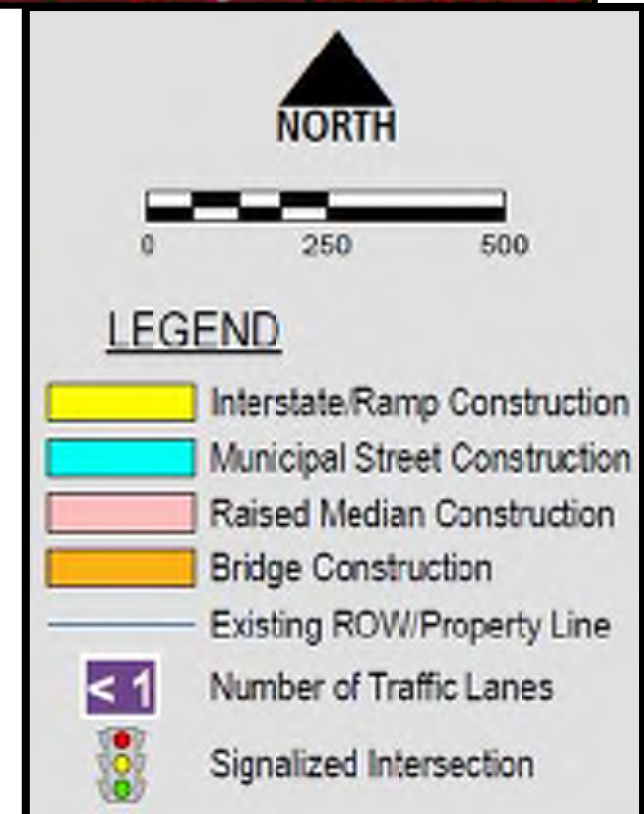 NORTH
0 250 500
LEGEND
Interstate/Ramp Construction
Municipal Street Construction
Raised Median Construction
Bridge Construction
Existing ROW/Property Line
< 1 Number of Traffic Lanes
Signalized Intersection